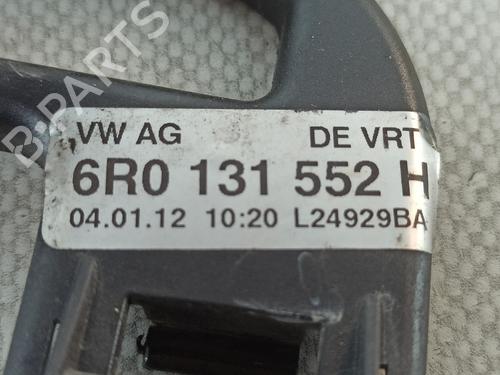 B-PARTS
VW AG DE VRT
6R0 131 552 H
04.01.12 10:20 L24929BA